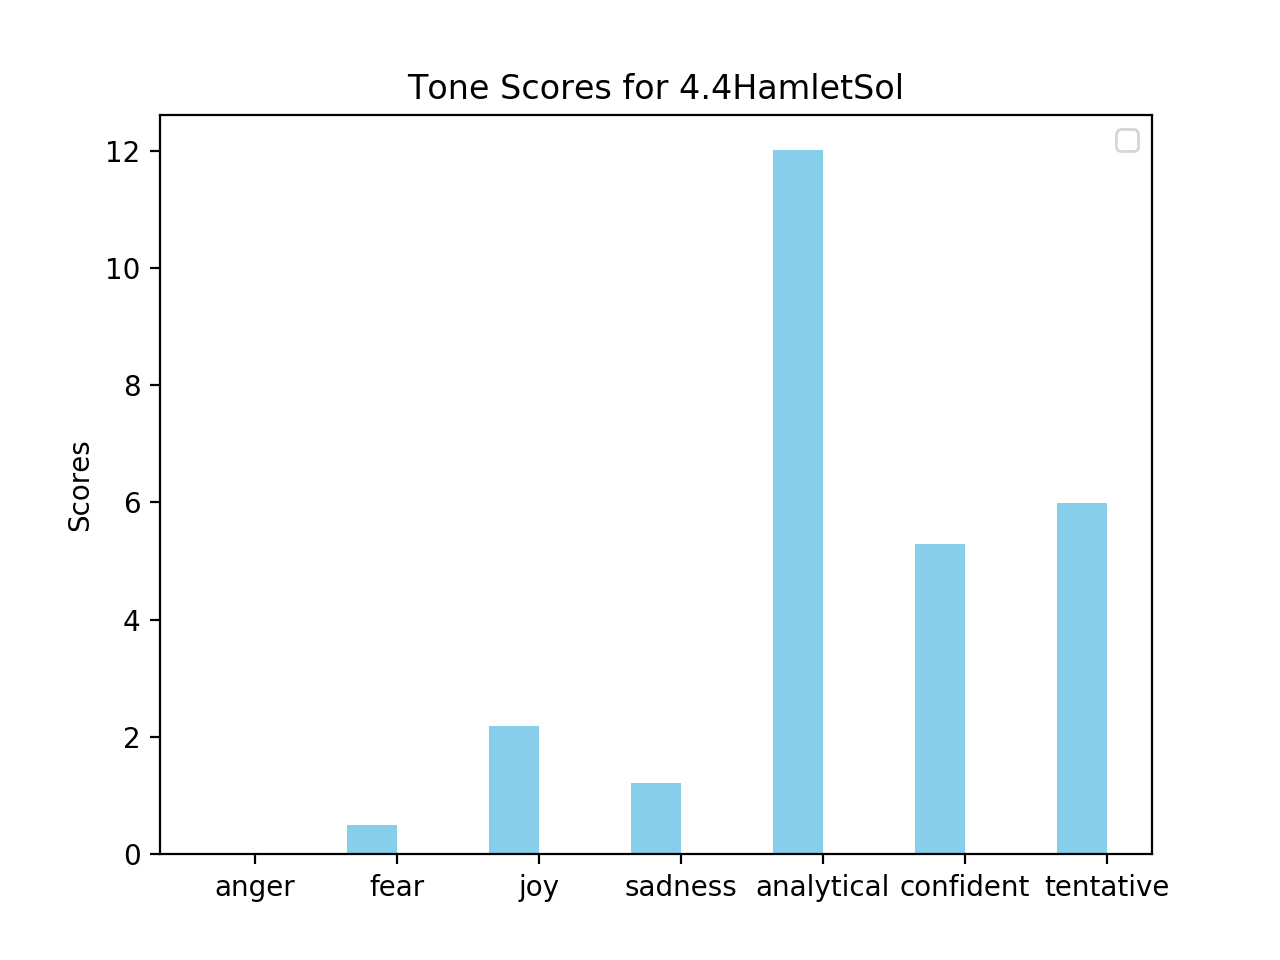 Tone Scores for 4.4HamletSol
12
10
8
6
4
2
0
Scores
anger fear joy sadness analytical confident tentative